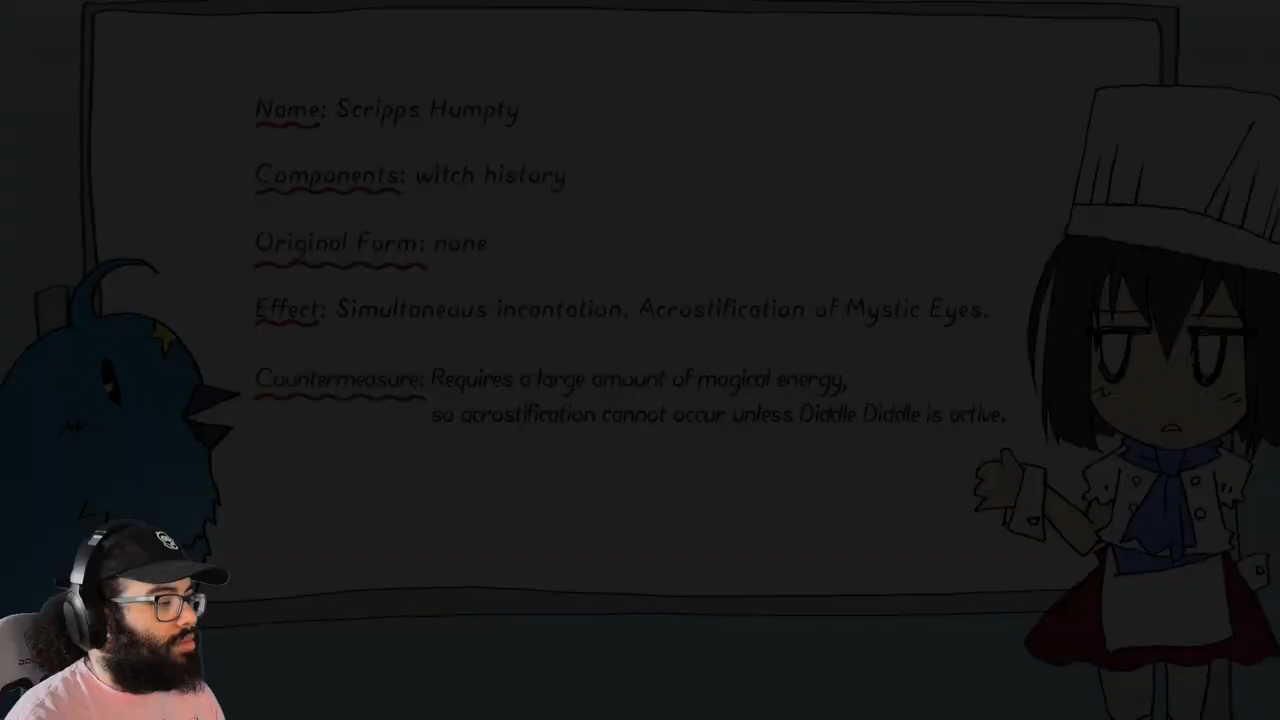 Name: Scripps Humpty
Components: witch history
Original Form: none
Effect: Simultaneous incantation. Acrostification of Mystic Eyes.
Countermeasure: Requires a large amount of magical energy,
so acrostification cannot occur unless Diddle Diddle is active.